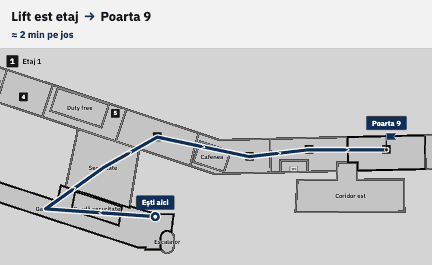 Lift est etaj → Poarta 9
≈ 2 min pe jos
1 Etaj 1
4
Duty free
5
Poarta 9
Cafenea
Coridor est
Ești aici
Escalator